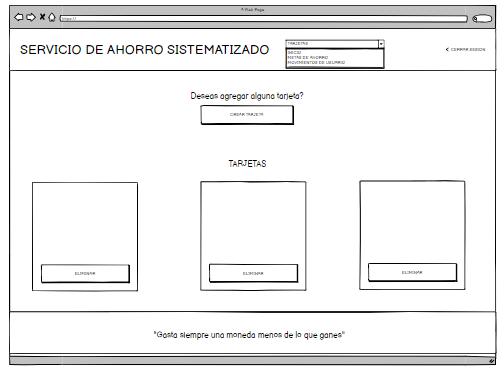 A Web Page
https://
SERVICIO DE AHORRO SISTEMATIZADO
TARJETAS
INICIO
METAS DE AHORRO
MOVIMIENTOS DE USUARIO
< CERRAR SESION
Deseas agregar alguna tarjeta?
CREAR TARJETA
TARJETAS
ELIMINAR
ELIMINAR
ELIMINAR
"Gasta siempre una moneda menos de lo que ganes"